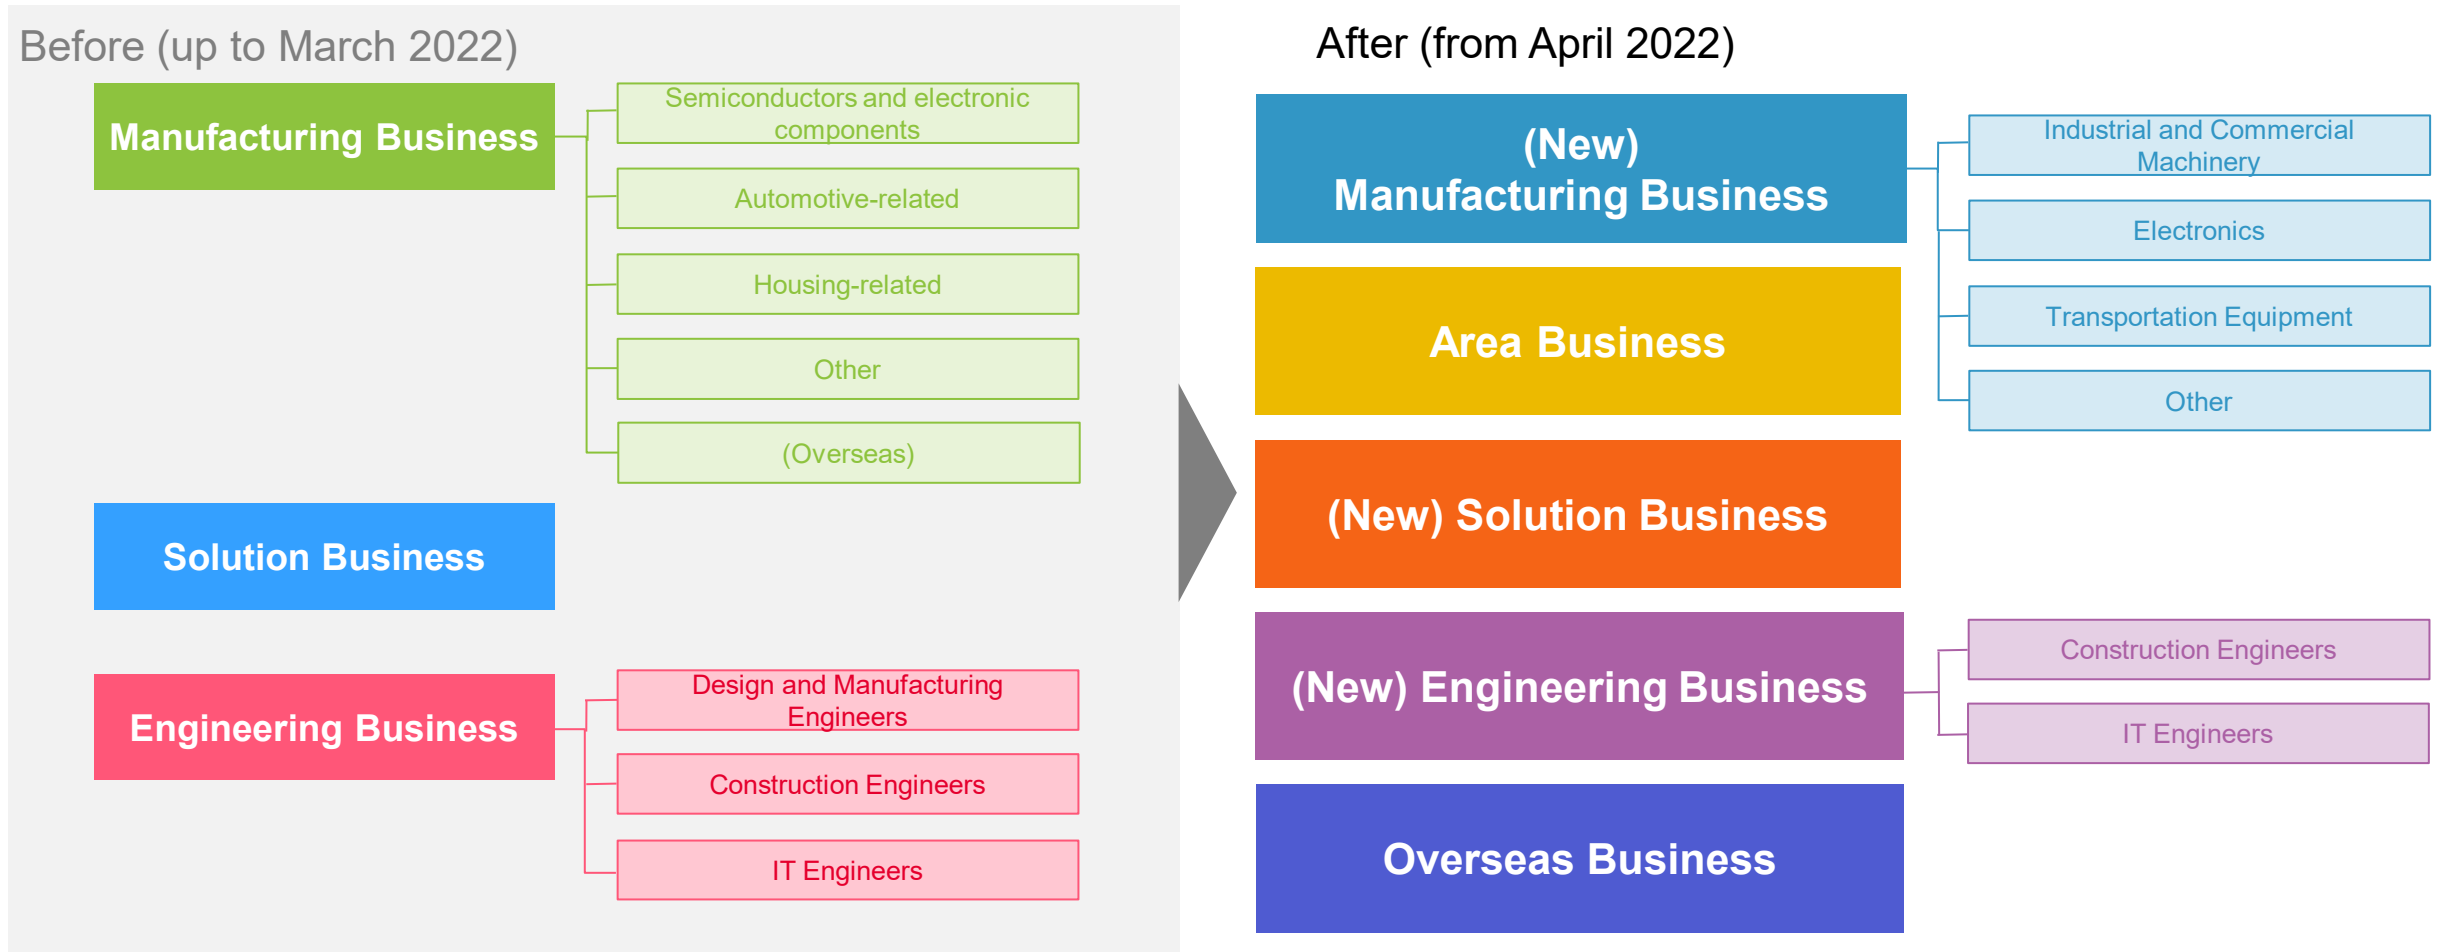 Before (up to March 2022)
Manufacturing Business
Semiconductors and electronic
components
Automotive-related
Housing-related
Other
(Overseas)
Solution Business
Engineering Business
Design and Manufacturing
Engineers
Construction Engineers
IT Engineers
After (from April 2022)
(New)
Manufacturing Business
Industrial and Commercial
Machinery
Electronics
Transportation Equipment
Other
Area Business
(New) Solution Business
(New) Engineering Business
Construction Engineers
IT Engineers
Overseas Business